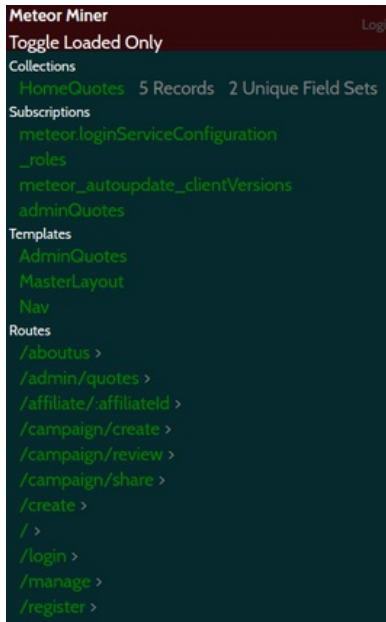 Meteor Miner
Logi
Toggle Loaded Only
Collections
HomeQuotes 5 Records 2 Unique Field Sets
Subscriptions
meteor.loginServiceConfiguration
_roles
meteor_autoupdate_clientVersions
adminQuotes
Templates
AdminQuotes
MasterLayout
Nav
Routes
/aboutus >
/admin/quotes >
/affiliate/:affiliateId >
/campaign/create >
/campaign/review >
/campaign/share >
/create >
/ >
/login >
/manage >
/register >